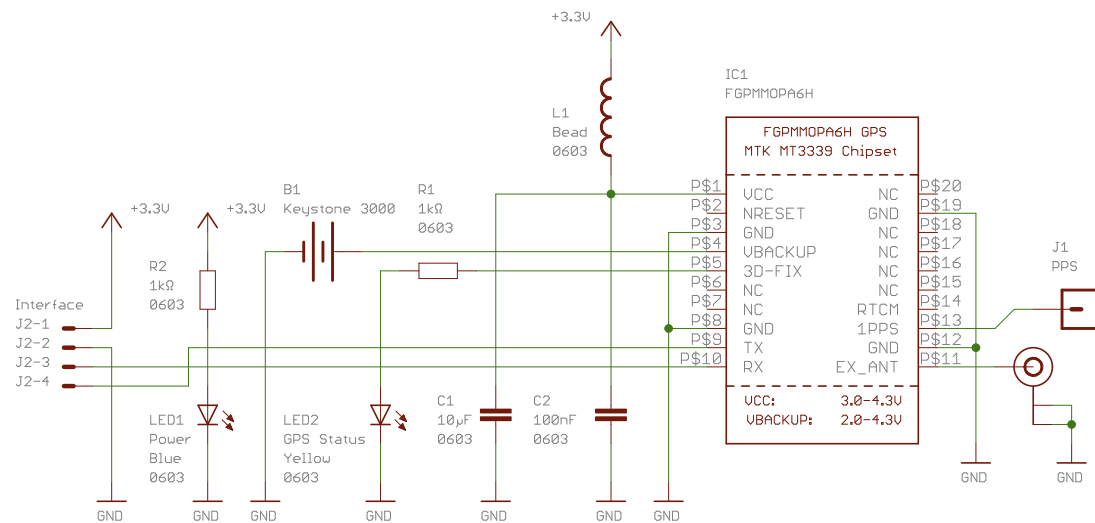 +3.3V
IC1
FGPMMOPA6H
L1
Bead
0603
FGPMMOPA6H GPS
MTK MT3339 Chipset
P$1 VCC NC P$20
P$2 NRESET GND P$19
P$3 GND NC P$18
P$4 VBACKUP NC P$17
P$5 3D-FIX NC P$16
P$6 NC NC P$15
P$7 NC RTCM P$14
P$8 GND 1PPS P$13
P$9 TX GND P$12
P$10 RX EX_ANT P$11
VCC: 3.0-4.3V
VBACKUP: 2.0-4.3V
B1
Keystone 3000
R1
1kΩ
0603
+3.3V
+3.3V
R2
1kΩ
0603
J1
PPS
Interface
J2-1
J2-2
J2-3
J2-4
LED1
Power
Blue
0603
LED2
GPS Status
Yellow
0603
C1
10µF
0603
C2
100nF
0603
GND
GND
GND
GND
GND
GND
GND
GND
GND